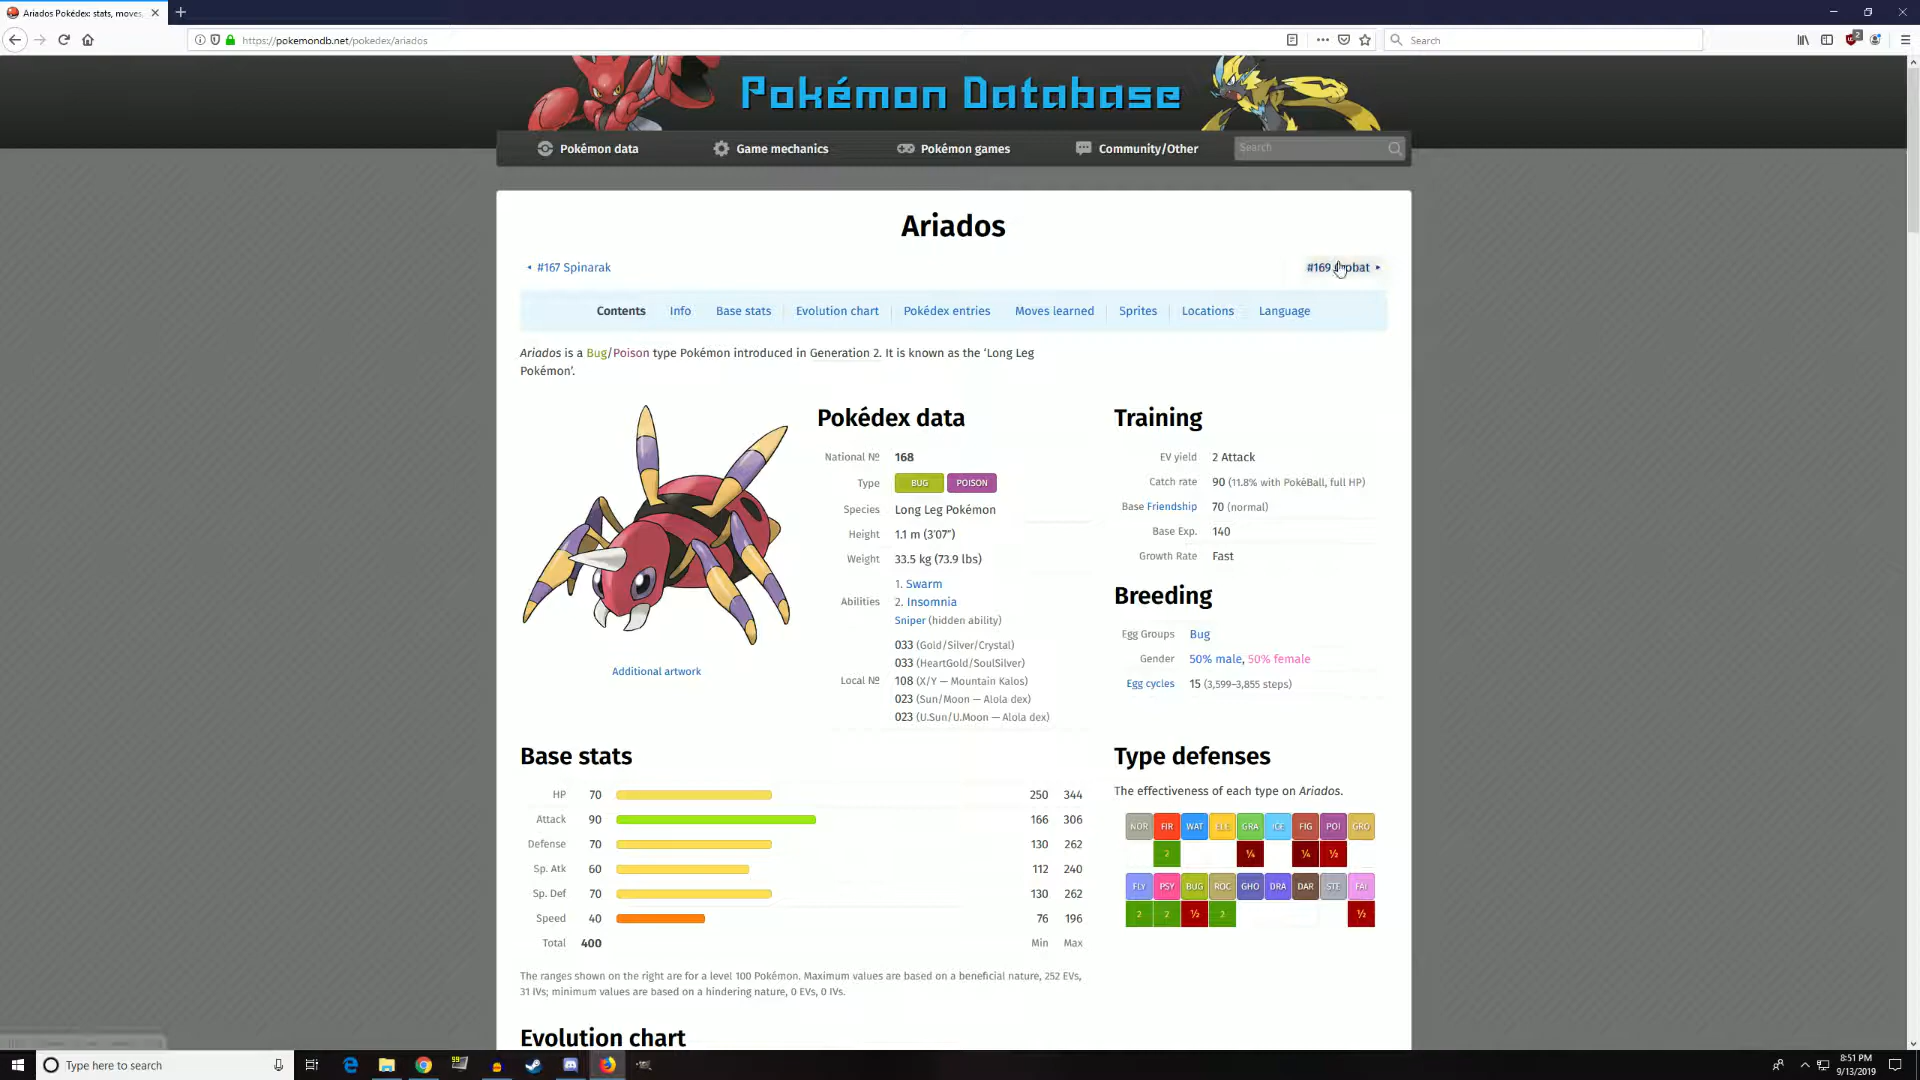 Ariados Pokédex: stats, moves,
https://pokemondb.net/pokedex/ariados
Search
2
Pokémon Database
Pokémon data
Game mechanics
Pokémon games
Community/Other
Search
Ariados
#167 Spinarak
#169
Contents
Info
Base stats
Evolution chart
Pokédex entries
Moves learned
Sprites
Locations
Language
Ariados is a Bug/Poison type Pokémon introduced in Generation 2. It is known as the ‘Long Leg
Pokémon’.
Additional artwork
Pokédex data
National № 168
Type BUG POISON
Species Long Leg Pokémon
Height 1.1 m (3′07″)
Weight 33.5 kg (73.9 lbs)
Abilities 1. Swarm
2. Insomnia
Sniper (hidden ability)
Local № 033 (Gold/Silver/Crystal)
033 (HeartGold/SoulSilver)
108 (X/Y — Mountain Kalos)
023 (Sun/Moon — Alola dex)
023 (U.Sun/U.Moon — Alola dex)
Training
EV yield 2 Attack
Catch rate 90 (11.8% with PokéBall, full HP)
Base Friendship 70 (normal)
Base Exp. 140
Growth Rate Fast
Breeding
Egg Groups Bug
Gender 50% male, 50% female
Egg cycles 15 (3,599–3,855 steps)
Base stats
HP 70 250 344
Attack 90 166 306
Defense 70 130 262
Sp. Atk 60 112 240
Sp. Def 70 130 262
Speed 40 76 196
Total 400 Min Max
The ranges shown on the right are for a level 100 Pokémon. Maximum values are based on a beneficial nature, 252 EVs,
31 IVs; minimum values are based on a hindering nature, 0 EVs, 0 IVs.
Type defenses
The effectiveness of each type on Ariados.
NOR FIR WAT ELE GRA ICE FIG POI GRO
2 ¼ ¼ ½
FLY PSY BUG ROC GHO DRA DAR STE FAI
2 2 ½ 2 ½
Evolution chart
Type here to search
8:51 PM
9/13/2019